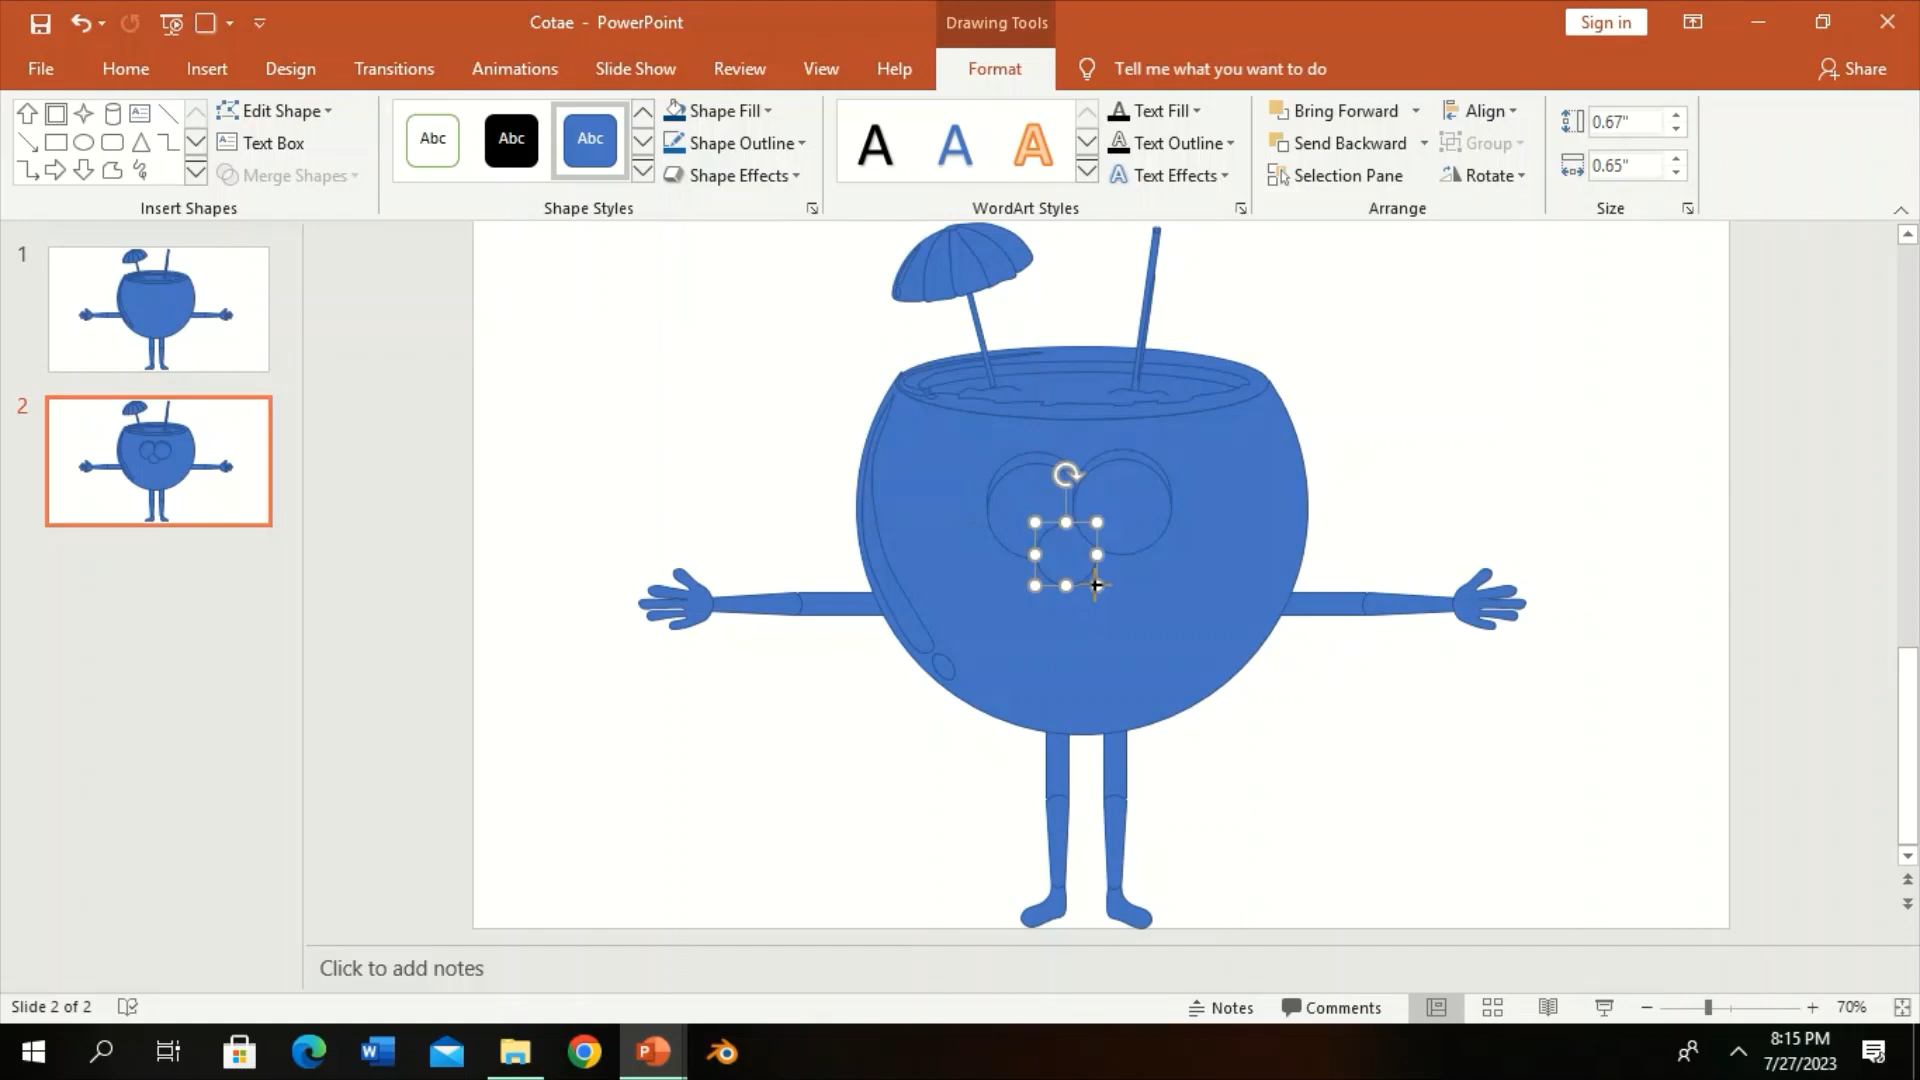 Cotae - PowerPoint
Drawing Tools
Sign in
File
Home
Insert
Design
Transitions
Animations
Slide Show
Review
View
Help
Format
Tell me what you want to do
Share
Edit Shape
Text Box
Merge Shapes
Insert Shapes
Abc
Abc
Abc
Shape Fill
Shape Outline
Shape Effects
Shape Styles
A
A
A
Text Fill
Text Outline
Text Effects
WordArt Styles
Bring Forward
Send Backward
Selection Pane
Align
Group
Rotate
Arrange
0.67"
0.65"
Size
1
2
Click to add notes
Slide 2 of 2
Notes
Comments
70%
8:15 PM
7/27/2023